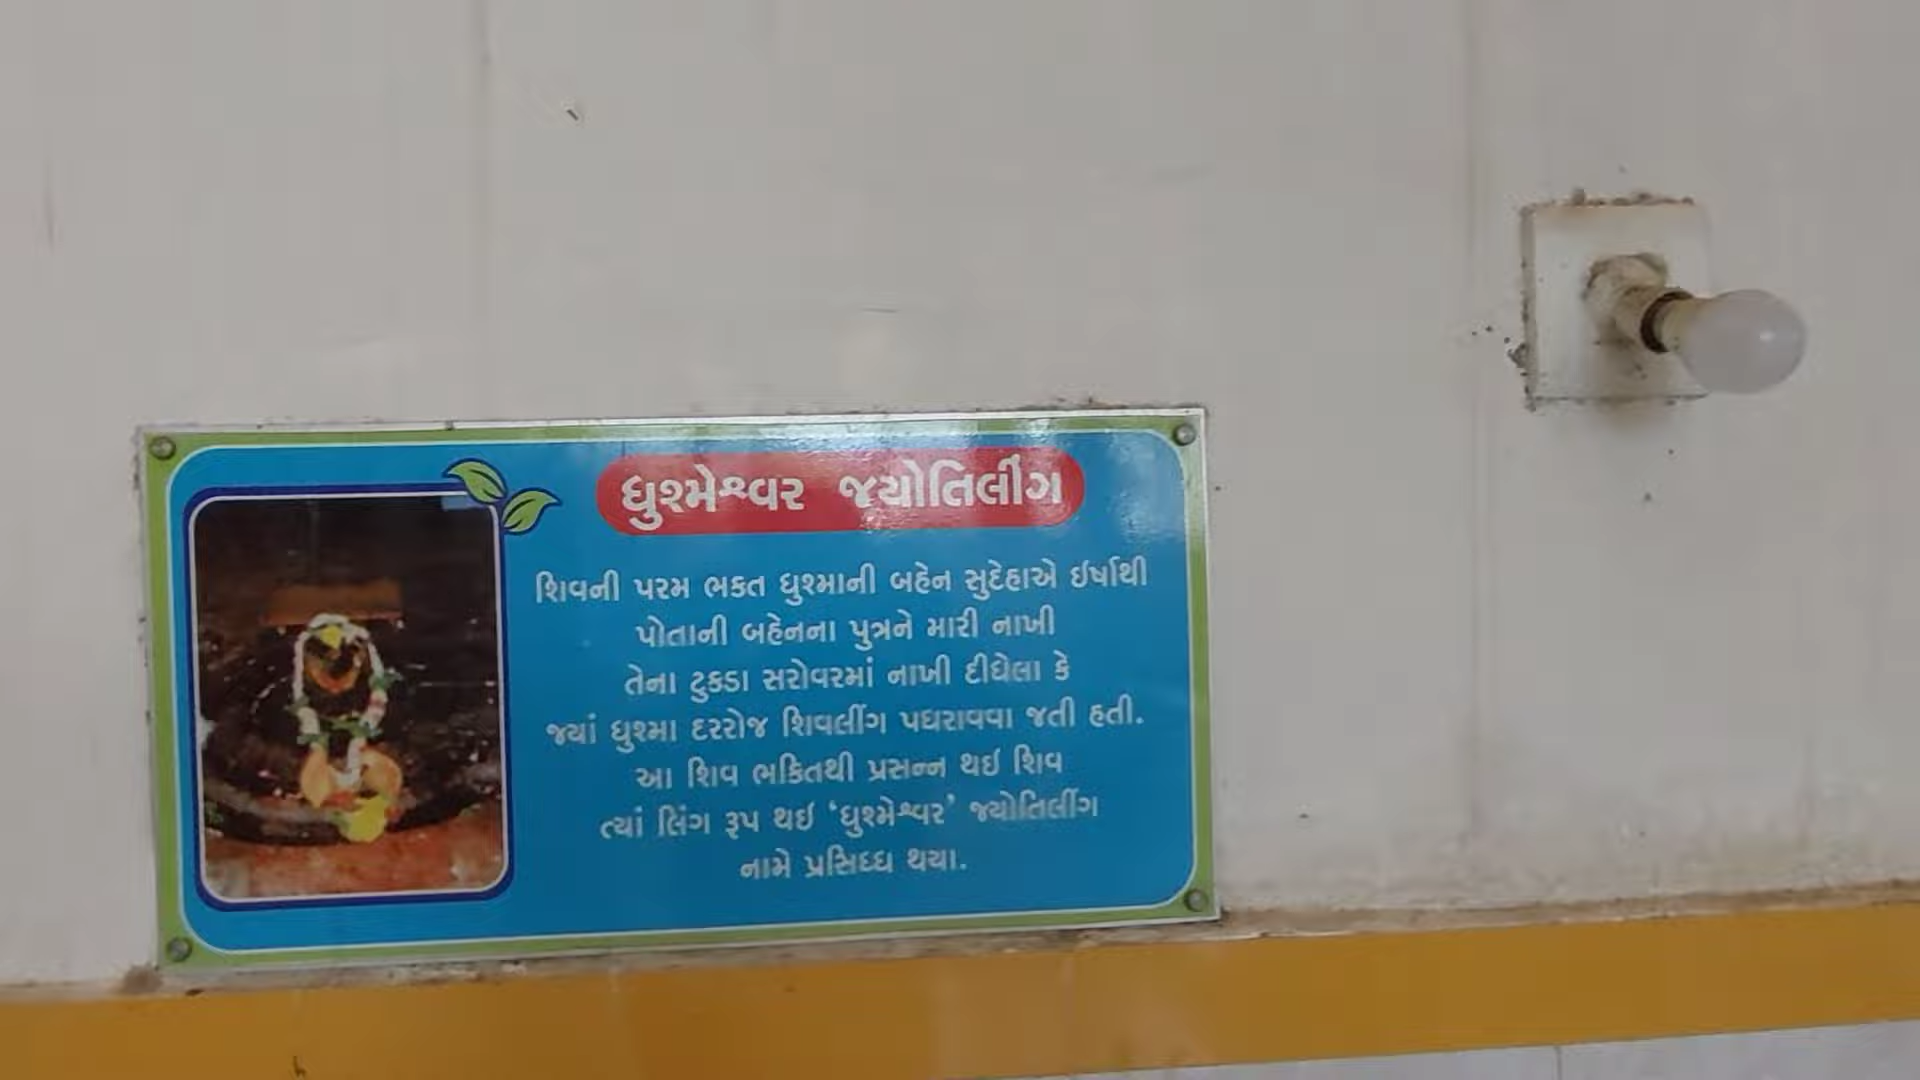 ઘુશ્મેશ્વર જયોતિર્લીંગ
શિવની પરમ ભકત ઘુશ્માની બહેન સુદેહાએ ઈર્ષાથી
પોતાની બહેનના પુત્રને મારી નાખી
તેના ટુકડા સરોવરમાં નાખી દીધેલા કે
જ્યાં ઘુશ્મા દરરોજ શિવલીંગ પધરાવવા જતી હતી.
આ શિવ ભકિતથી પ્રસન્ન થઈ શિવ
ત્યાં લિંગ રૂપ થઈ ‘ઘુશ્મેશ્વર’ જ્યોતિર્લીંગ
નામે પ્રસિધ્ધ થયા.